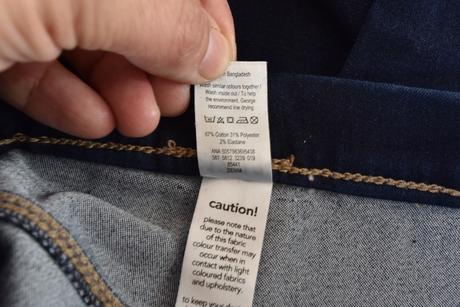 Bangladesh
Wash similar colours together /
Wash inside out / To help
the environment, George
recommend line drying
67% Cotton 31% Polyester
2% Elastane
caution!
please note that
due to the nature
of this fabric
colour transfer may
occur when in
contact with light
coloured fabrics
and upholstery.
to keep your